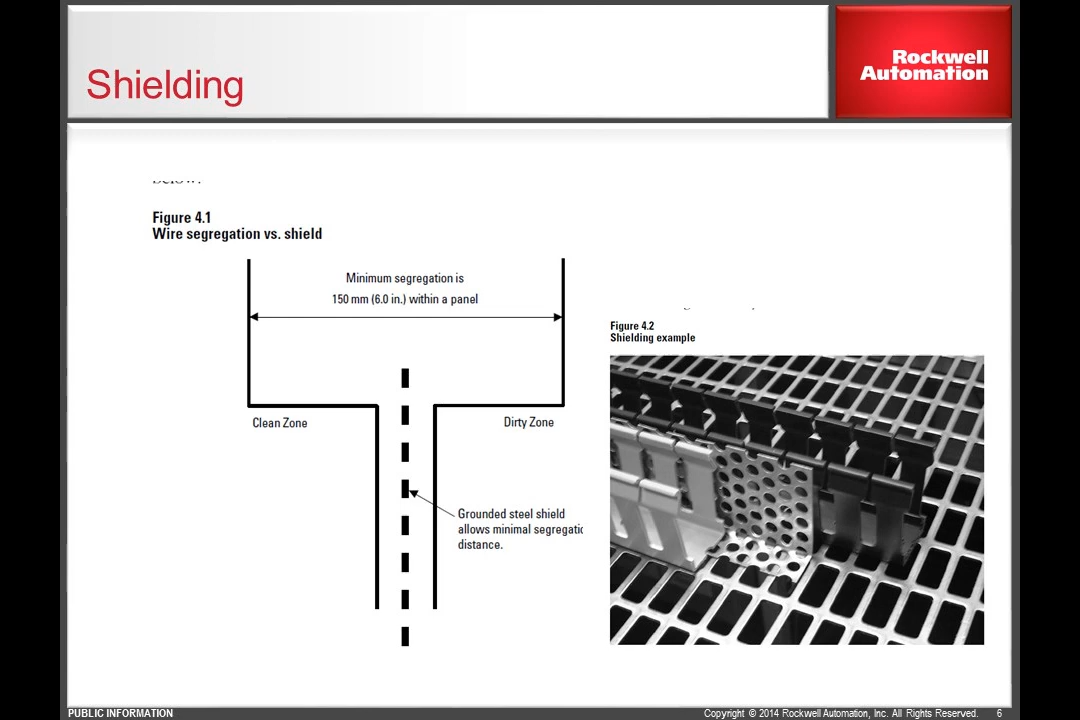 Shielding
Rockwell
Automation
Figure 4.1
Wire segregation vs. shield
Minimum segregation is
150 mm (6.0 in.) within a panel
Clean Zone
Dirty Zone
Grounded steel shield
allows minimal segregatic
distance.
Figure 4.2
Shielding example
PUBLIC INFORMATION
Copyright © 2014 Rockwell Automation, Inc. All Rights Reserved.
6